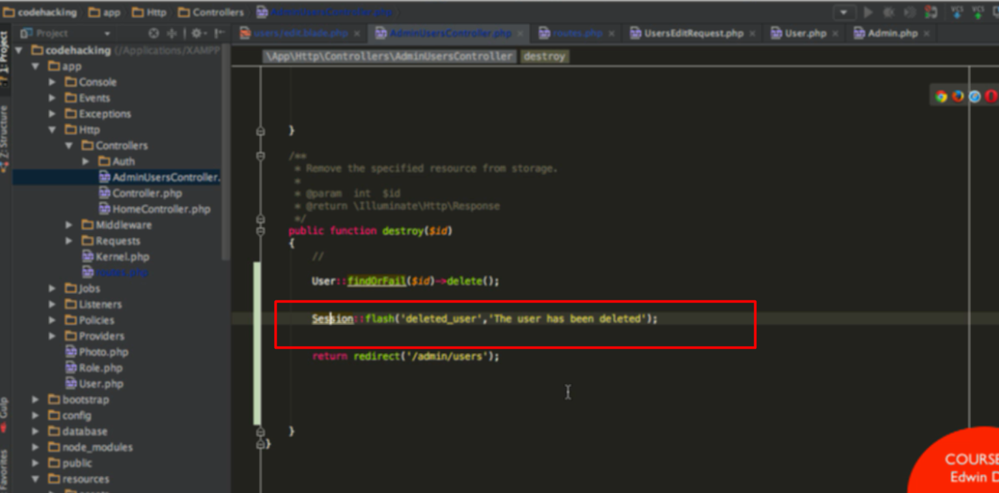 codehacking app Http Controllers AdminUsersController.php
Project
users/edit.blade.php AdminUsersController.php routes.php UsersEditRequest.php User.php Admin.php
\App\Http\Controllers\AdminUsersController destroy
1: Project
Z: Structure
Gulp
Favorites
codehacking (/Applications/XAMPP
app
Console
Events
Exceptions
Http
Controllers
Auth
AdminUsersController.
Controller.php
HomeController.php
Middleware
Requests
Kernel.php
routes.php
Jobs
Listeners
Policies
Providers
Photo.php
Role.php
User.php
bootstrap
config
database
node_modules
public
resources
}
/**
* Remove the specified resource from storage.
*
* @param int $id
* @return \Illuminate\Http\Response
*/
public function destroy($id)
{
//
User::findOrFail($id)->delete();
Session::flash('deleted_user','The user has been deleted');
return redirect('/admin/users');
}
}
COURSE
Edwin D